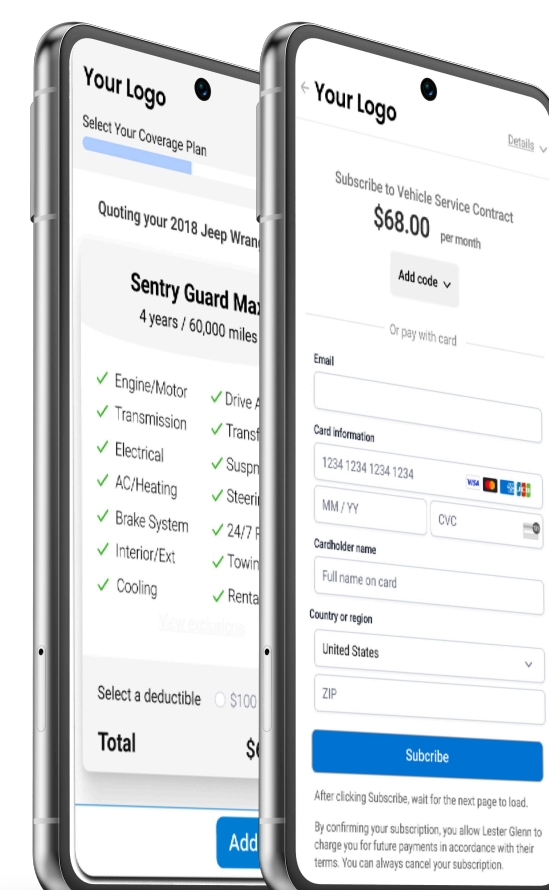 Your Logo
Select Your Coverage Plan
Quoting your 2018 Jeep Wran
Sentry Guard Max
4 years / 60,000 miles
Engine/Motor
Transmission
Electrical
AC/Heating
Brake System
Interior/Ext
Cooling
Drive A
Transf
Suspn
Steerin
24/7 R
Towin
Renta
View exclusions
Select a deductible $100
Total $6
Add
Your Logo
Details
Subscribe to Vehicle Service Contract
$68.00 per month
Add code
Or pay with card
Email
Card information
1234 1234 1234 1234
VISA
MM / YY
CVC
Cardholder name
Full name on card
Country or region
United States
ZIP
Subcribe
After clicking Subscribe, wait for the next page to load.
By confirming your subscription, you allow Lester Glenn to
charge you for future payments in accordance with their
terms. You can always cancel your subscription.